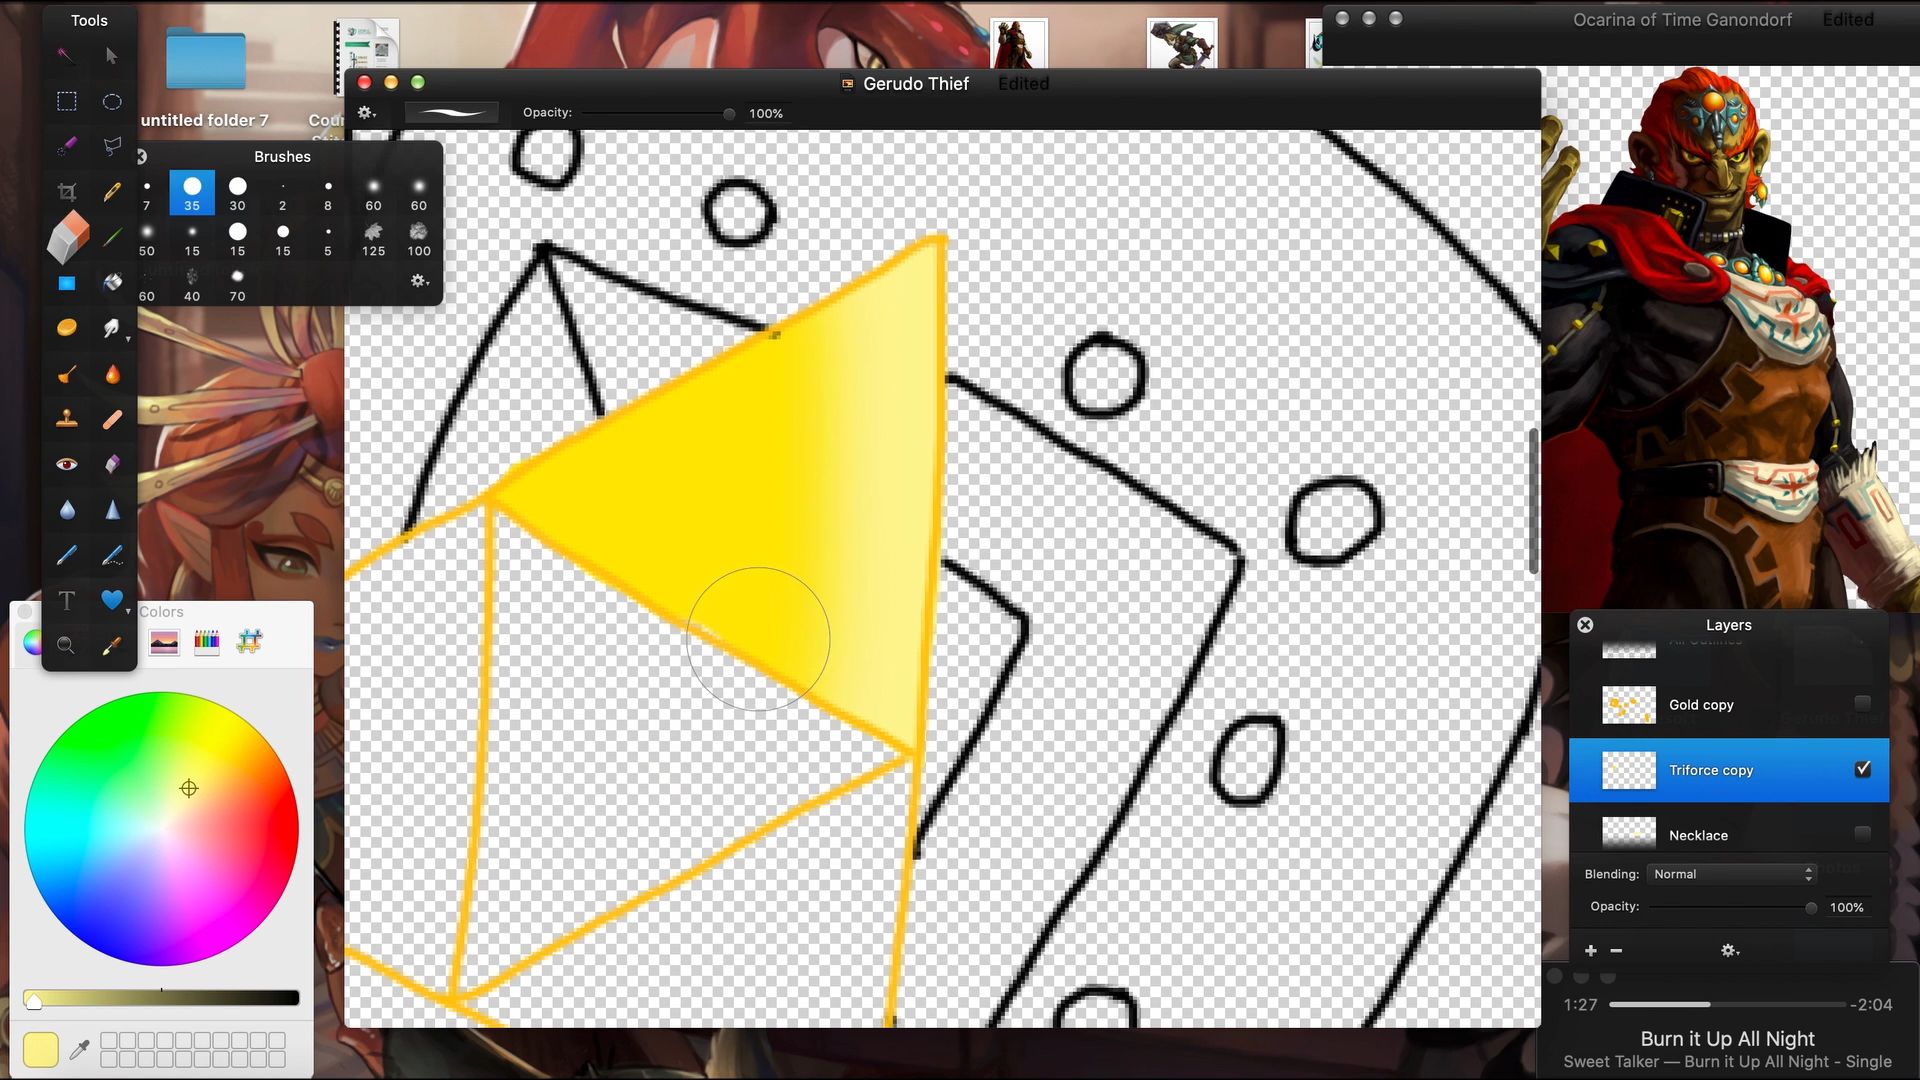 Tools
Ocarina of Time Ganondorf Edited
Gerudo Thief Edited
untitled folder 7
Opacity: 100%
Brushes
7 35 30 2 8 60 60
50 15 15 15 5 125 100
60 40 70
T
Colors
Layers
All Outlines
Gold copy
Triforce copy
Necklace
Blending: Normal
Opacity: 100%
1:27 -2:04
Burn it Up All Night
Sweet Talker — Burn it Up All Night - Single